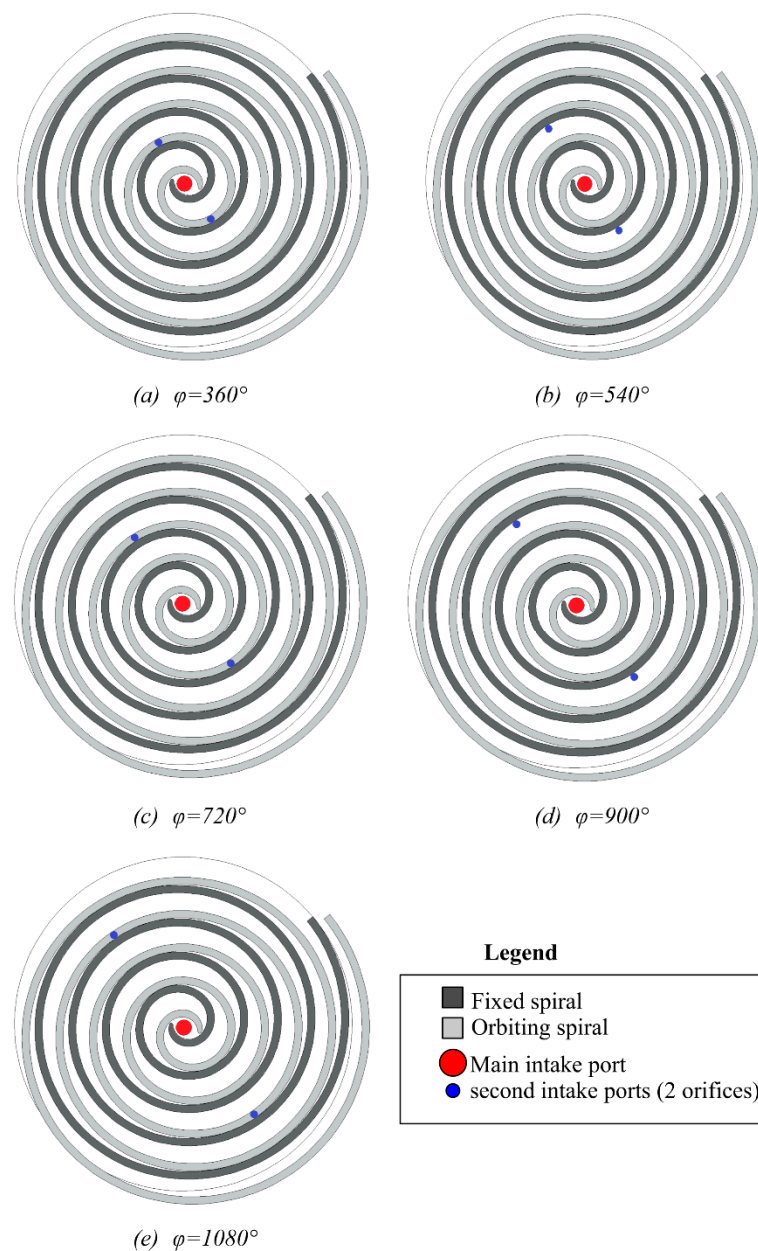 (a) φ=360°
(b) φ=540°
(c) φ=720°
(d) φ=900°
(e) φ=1080°
Legend
Fixed spiral
Orbiting spiral
Main intake port
second intake ports (2 orifices)